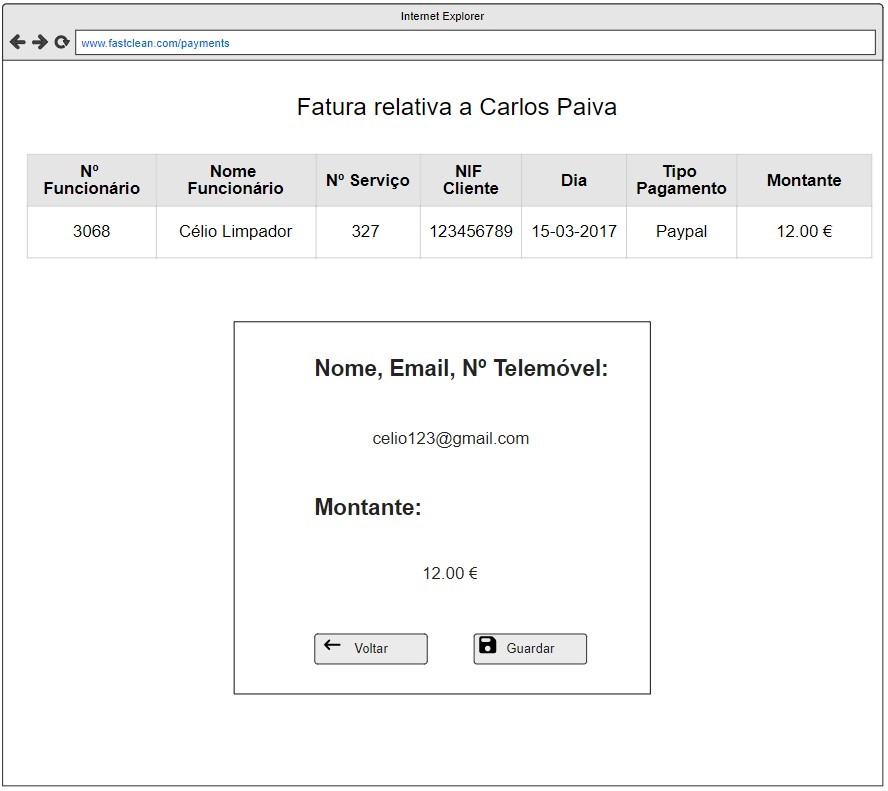 Internet Explorer
www.fastclean.com/payments
Fatura relativa a Carlos Paiva
Nº Funcionário Nome Funcionário Nº Serviço NIF Cliente Dia Tipo Pagamento Montante
3068 Célio Limpador 327 123456789 15-03-2017 Paypal 12.00 €
Nome, Email, Nº Telemóvel:
celio123@gmail.com
Montante:
12.00 €
Voltar Guardar